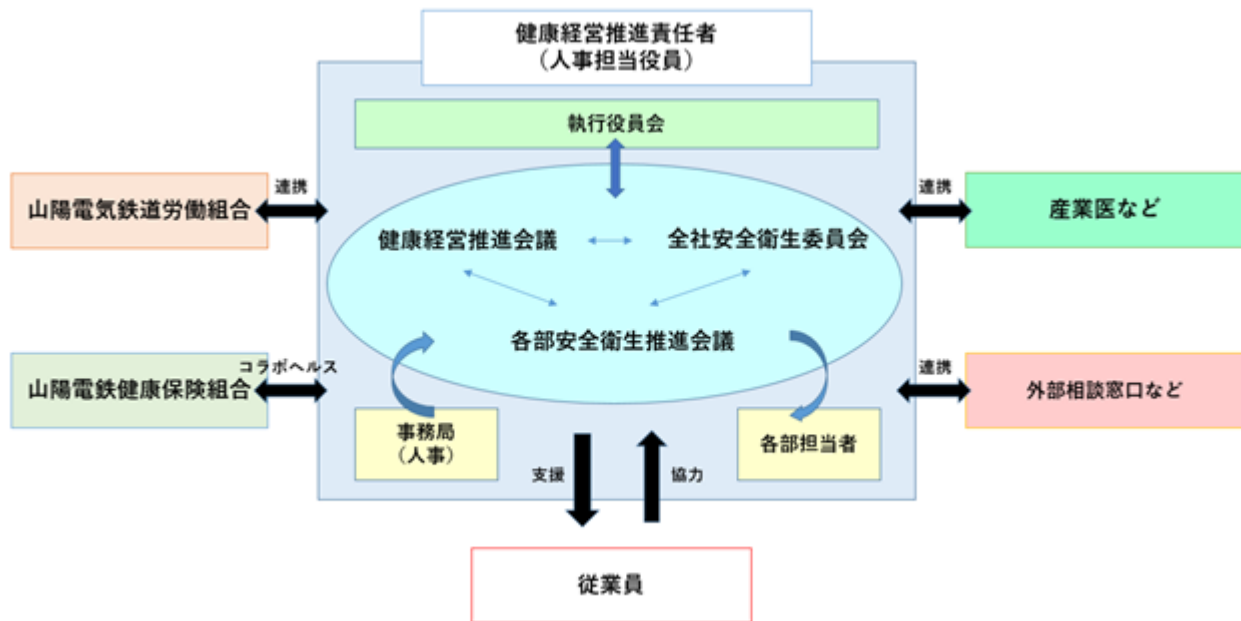 健康経営推進責任者
（人事担当役員）
執行役員会
連携
山陽電気鉄道労働組合
連携
産業医など
健康経営推進会議
全社安全衛生委員会
各部安全衛生推進会議
コラボヘルス
山陽電鉄健康保険組合
連携
外部相談窓口など
事務局
（人事）
各部担当者
支援
協力
従業員